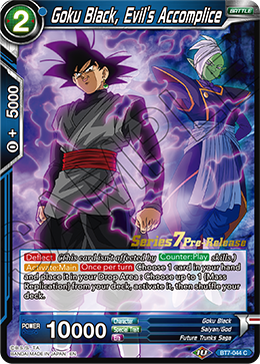 2
Goku Black, Evil's Accomplice
BATTLE
0 + 5000
Series 7 Pre-Release
Deflect (This card isn't affected by Counter:Play skills.)
Activate:Main Once per turn Choose 1 card in your hand
and place it in your Drop Area : Choose up to 1 {Mass
Replication} from your deck, activate it, then shuffle your
deck.
POWER 10000
Character Goku Black
Special Trait Saiyan/God
Era Future Trunks Saga
BANDAI MADE IN JAPAN EN
BT7-044 C